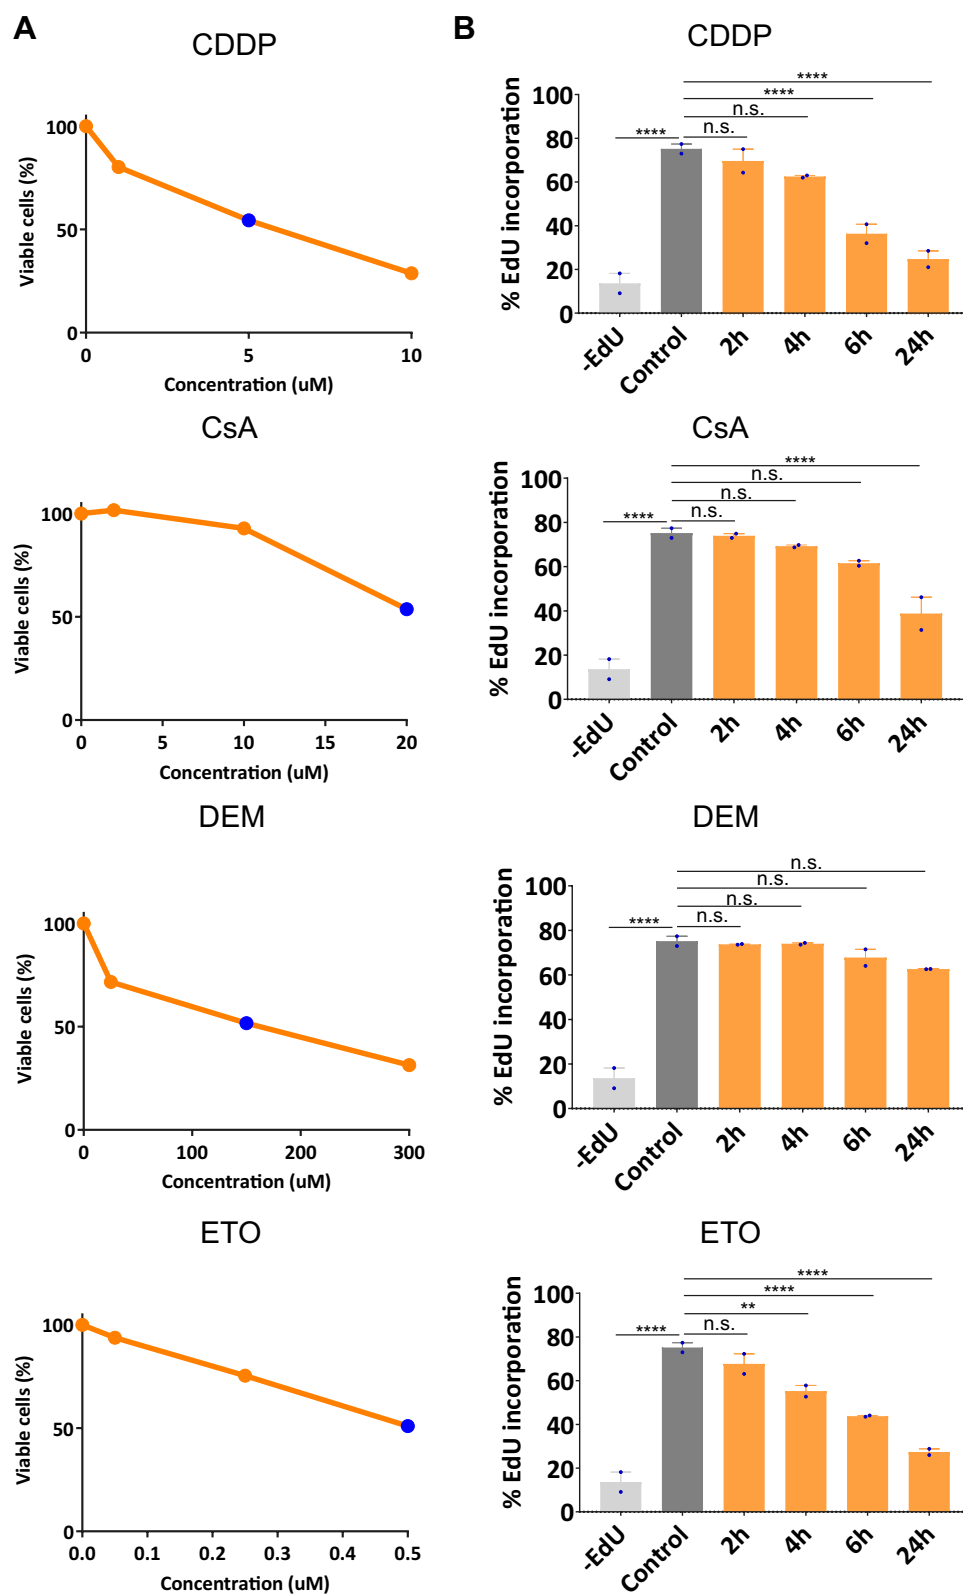 A
B
CDDP
Viable cells (%)
100
50
0
0 5 10
Concentration (uM)
CDDP
% EdU incorporation
100
80
60
40
20
0
****
****
n.s.
**** n.s.
-EdU Control 2h 4h 6h 24h
CsA
Viable cells (%)
100
50
0
0 5 10 15 20
Concentration (uM)
CsA
% EdU incorporation
100
80
60
40
20
0
****
n.s.
n.s.
**** n.s.
-EdU Control 2h 4h 6h 24h
DEM
Viable cells (%)
100
50
0
0 100 200 300
Concentration (uM)
DEM
% EdU incorporation
100
80
60
40
20
0
n.s.
n.s.
n.s.
**** n.s.
-EdU Control 2h 4h 6h 24h
ETO
Viable cells (%)
100
50
0
0.0 0.1 0.2 0.3 0.4 0.5
Concentration (uM)
ETO
% EdU incorporation
100
80
60
40
20
0
****
****
**
**** n.s.
-EdU Control 2h 4h 6h 24h